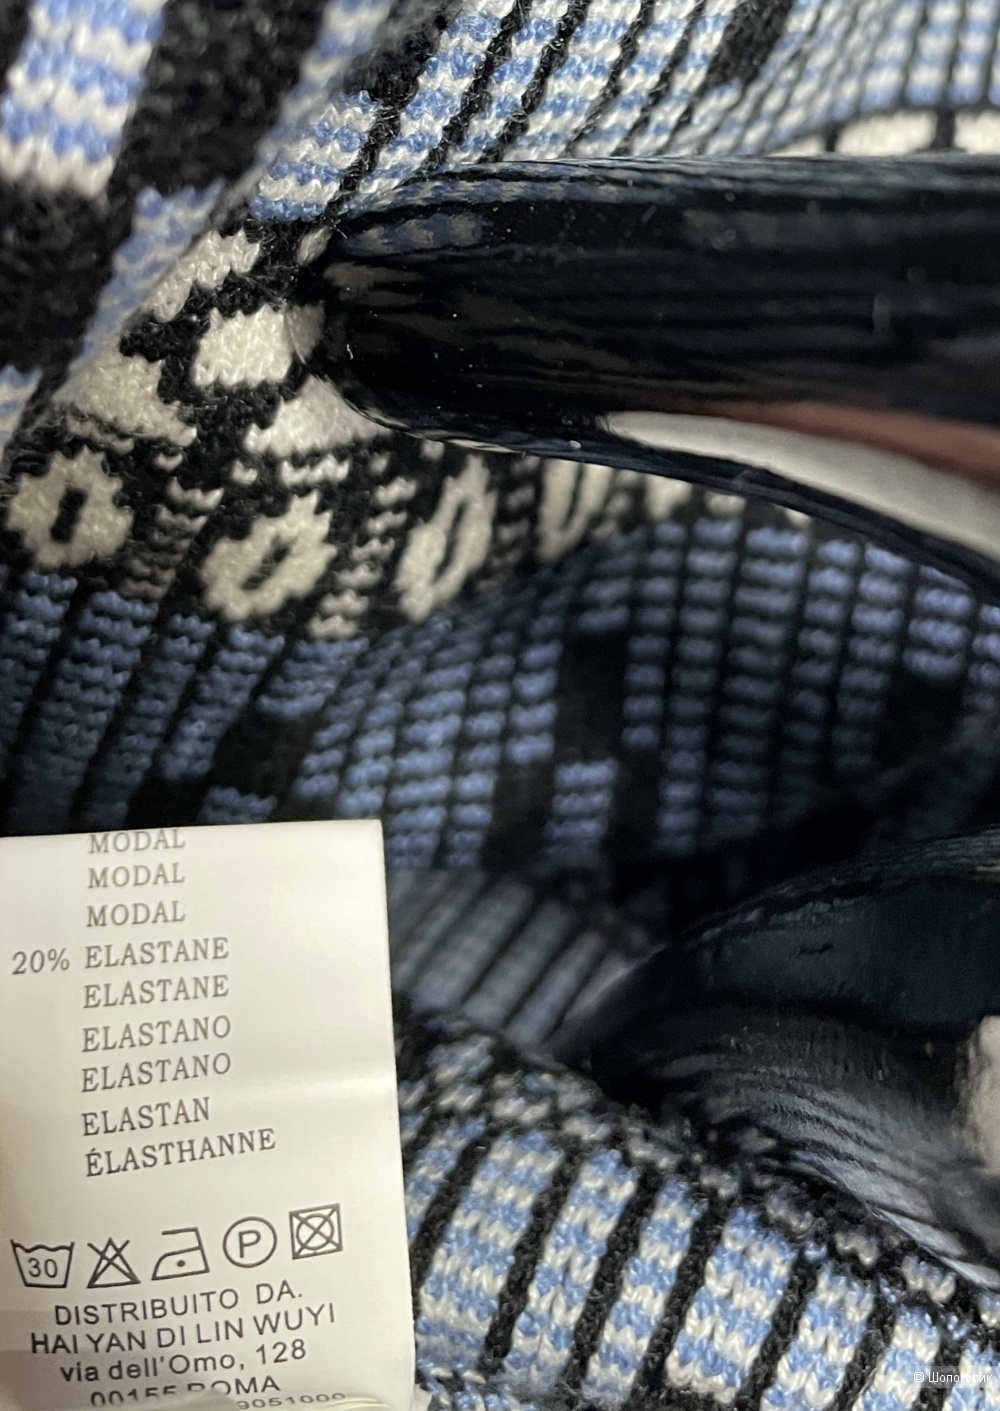 MODAL
MODAL
MODAL
20% ELASTANE
ELASTANE
ELASTANO
ELASTANO
ELASTAN
ÉLASTHANNE
30 P
DISTRIBUITO DA.
HAI YAN DI LIN WUYI
via dell'Omo, 128
00155 ROMA
9051000
© Шопоголик